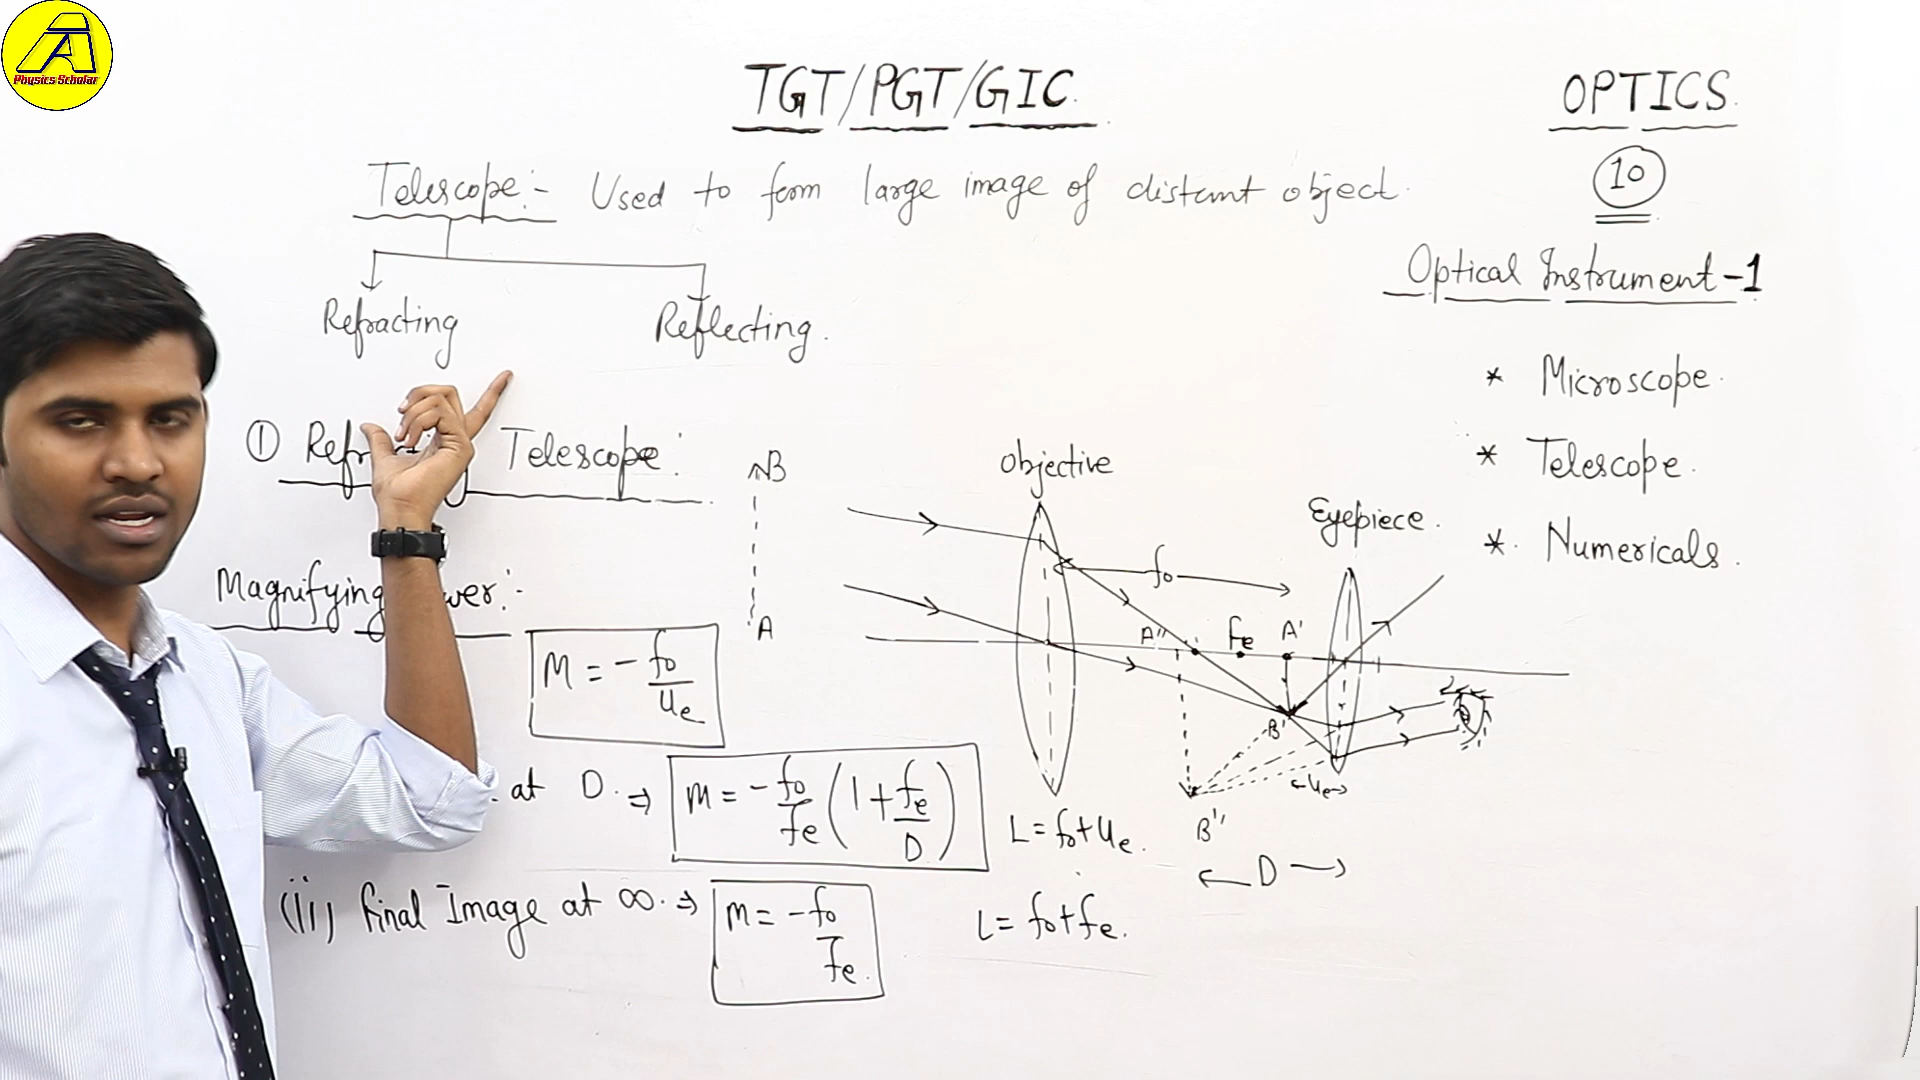 A
Physics Scholar
TGT/PGT/GIC.
OPTICS.
10
Telescope:- Used to form large image of distant object.
Optical Instrument-1
Refracting
Reflecting.
* Microscope.
* Telescope.
* Numericals.
① Telescope:
B
A
Objective
Eyepiece.
fo
A'' Fe A'
B'
ue
B''
D
Magnifying
M = - fo/ue
at D. ⇒ M = - fo/fe (1 + fe/D)
L = fo + ue.
(ii) final Image at ∞. ⇒ M = - fo/fe.
L = fo + fe.